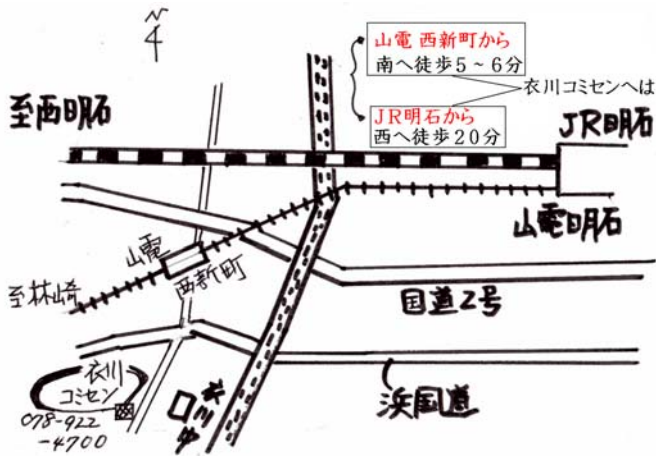 山電 西新町から
南へ徒歩5～6分
衣川コミセンへは
JR明石から
西へ徒歩20分
至西明石
JR明石
山電明石
山電
西新町
至林崎
国道2号
衣川
コミセン
078-922
-4700
衣川中
浜国道